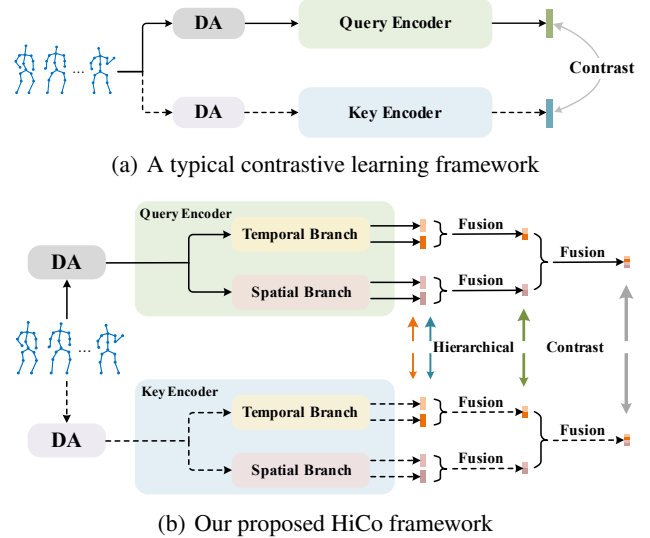 DA
Query Encoder
...
Contrast
DA
Key Encoder
(a) A typical contrastive learning framework
Query Encoder
Temporal Branch
Fusion
Fusion
DA
Spatial Branch
Fusion
...
Hierarchical
Contrast
Key Encoder
Temporal Branch
Fusion
Fusion
DA
Spatial Branch
Fusion
(b) Our proposed HiCo framework